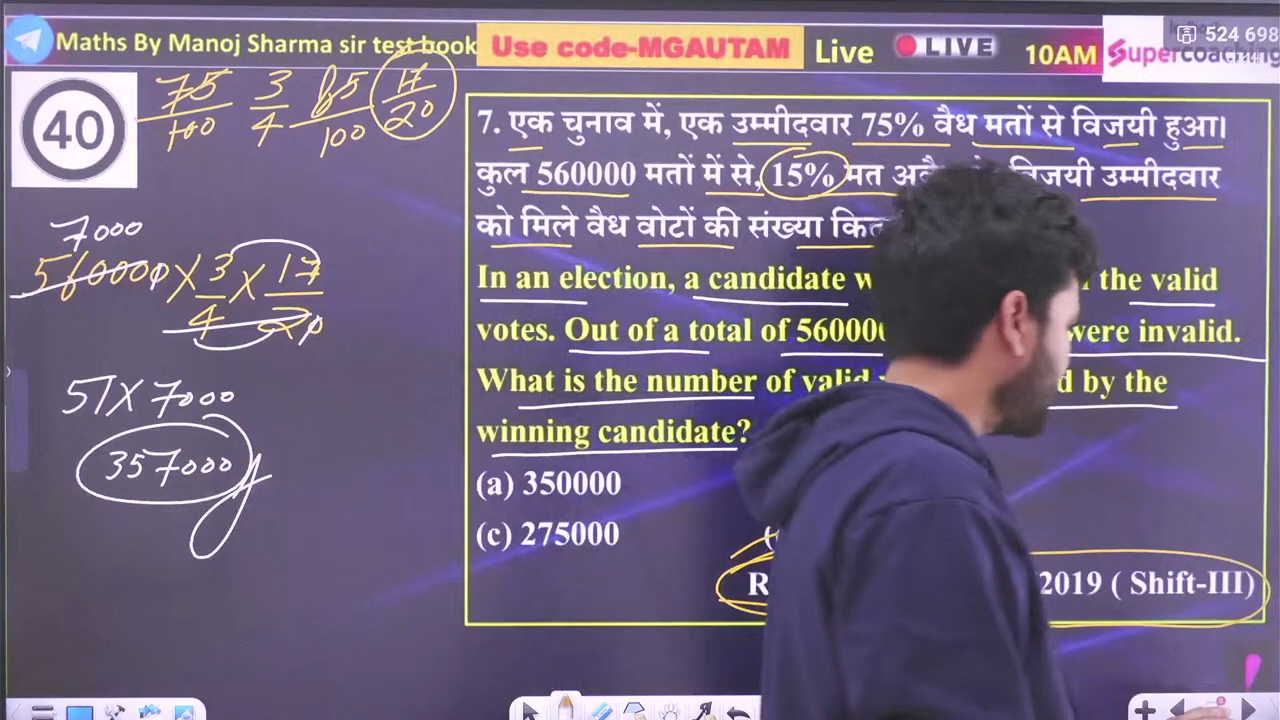 Maths By Manoj Sharma sir test book
Use code-MGAUTAM
Live
LIVE
10AM
Supercoaching
524 698
40
75/100 3/4 85/100 17/20
7000
560000 × 3/4 × 17/20
51 × 7000
357000
7. एक चुनाव में, एक उम्मीदवार 75% वैध मतों से विजयी हुआ।
कुल 560000 मतों में से, 15% मत विजयी उम्मीदवार
को मिले वैध वोटों की संख्या
In an election, a candidate the valid
votes. Out of a total of were invalid.
What is the number of valid by the
winning candidate?
(a) 350000
(c) 275000
2019 ( Shift-III)